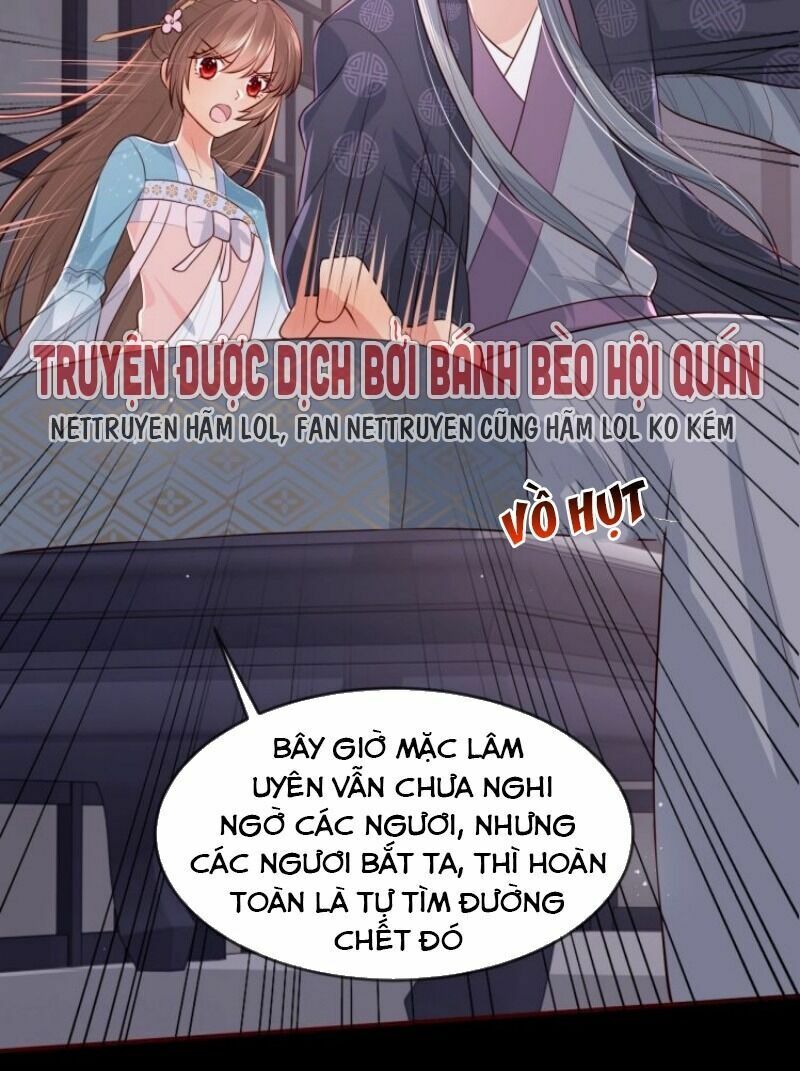 TRUYỆN ĐƯỢC DỊCH BỞI BÁNH BÈO HỘI QUÁN
NETTRUYEN HÃM LOL, FAN NETTRUYEN CŨNG HÃM LOL KO KÉM
VỒ HỤT
BÂY GIỜ MẶC LÂM
UYÊN VẪN CHƯA NGHI
NGỜ CÁC NGƯƠI, NHƯNG
CÁC NGƯƠI BẮT TA, THÌ HOÀN
TOÀN LÀ TỰ TÌM ĐƯỜNG
CHẾT ĐÓ